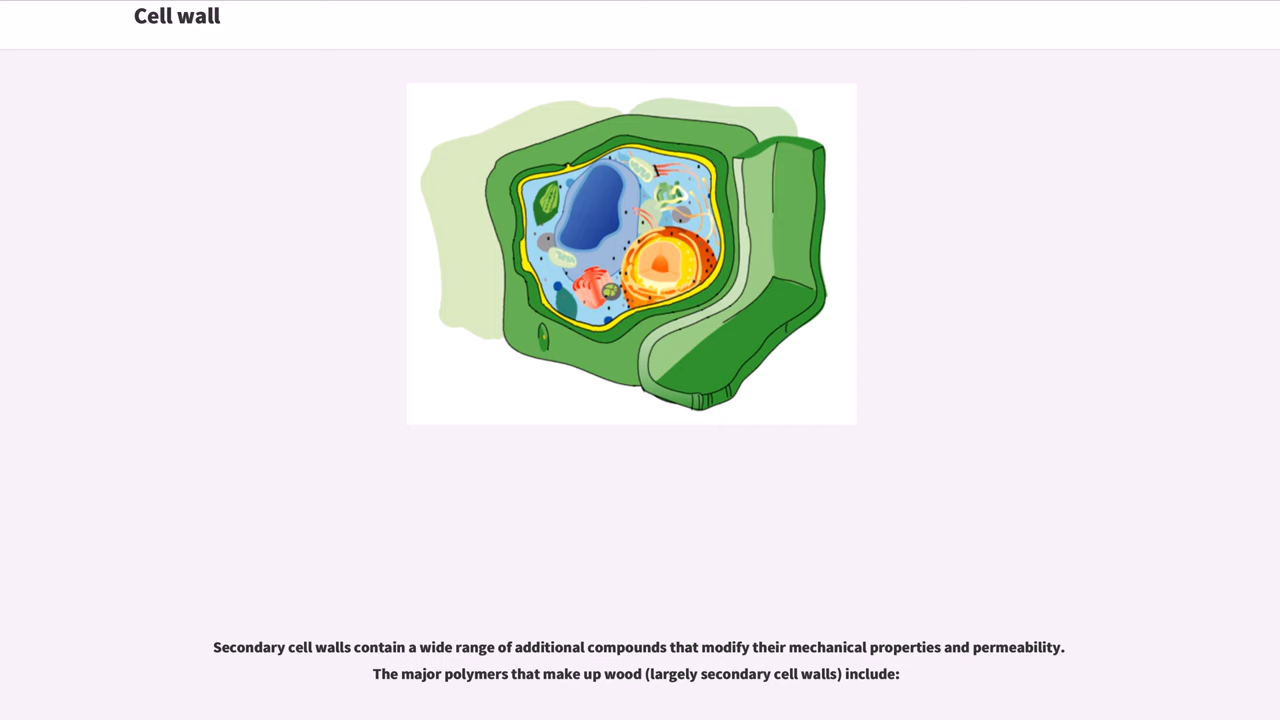 Cell wall
Secondary cell walls contain a wide range of additional compounds that modify their mechanical properties and permeability.
The major polymers that make up wood (largely secondary cell walls) include: